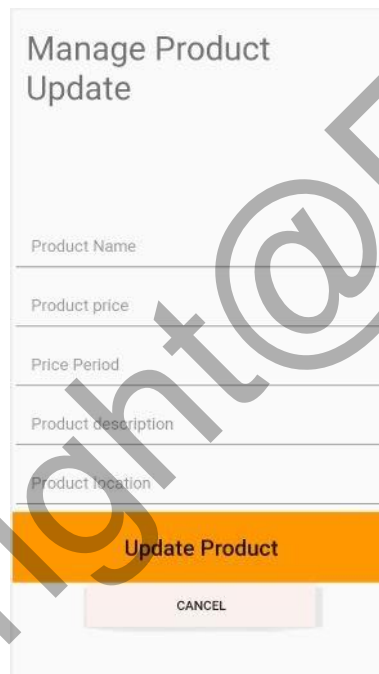 Manage Product
Update
Product Name
Product price
Price Period
Product description
Product location
Update Product
CANCEL